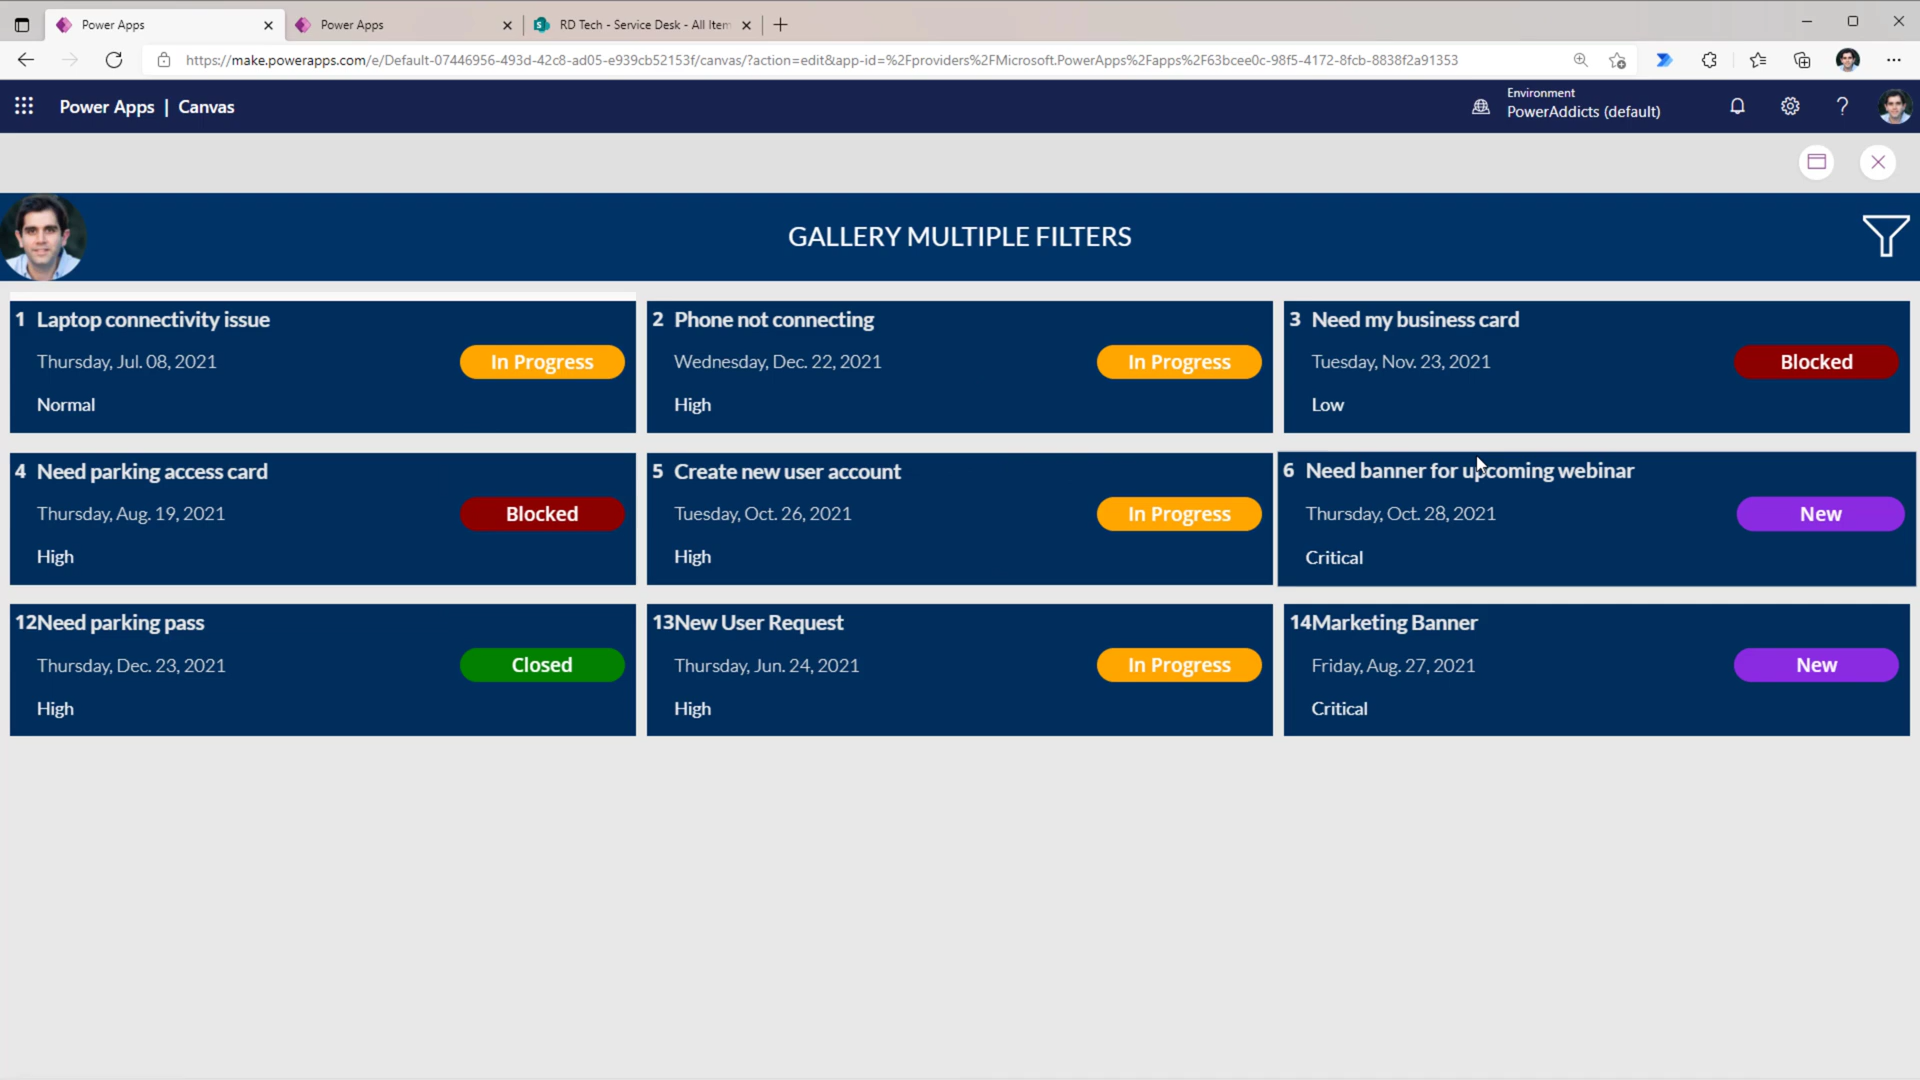 Power Apps
Power Apps
RD Tech - Service Desk - All Item
https://make.powerapps.com/e/Default-07446956-493d-42c8-ad05-e939cb52153f/canvas/?action=edit&app-id=%2Fproviders%2FMicrosoft.PowerApps%2Fapps%2F63bcee0c-98f5-4172-8fcb-8838f2a91353
Power Apps | Canvas
Environment
PowerAddicts (default)
GALLERY MULTIPLE FILTERS
1 Laptop connectivity issue
Thursday, Jul. 08, 2021
In Progress
Normal
2 Phone not connecting
Wednesday, Dec. 22, 2021
In Progress
High
3 Need my business card
Tuesday, Nov. 23, 2021
Blocked
Low
4 Need parking access card
Thursday, Aug. 19, 2021
Blocked
High
5 Create new user account
Tuesday, Oct. 26, 2021
In Progress
High
6 Need banner for upcoming webinar
Thursday, Oct. 28, 2021
New
Critical
12 Need parking pass
Thursday, Dec. 23, 2021
Closed
High
13 New User Request
Thursday, Jun. 24, 2021
In Progress
High
14 Marketing Banner
Friday, Aug. 27, 2021
New
Critical